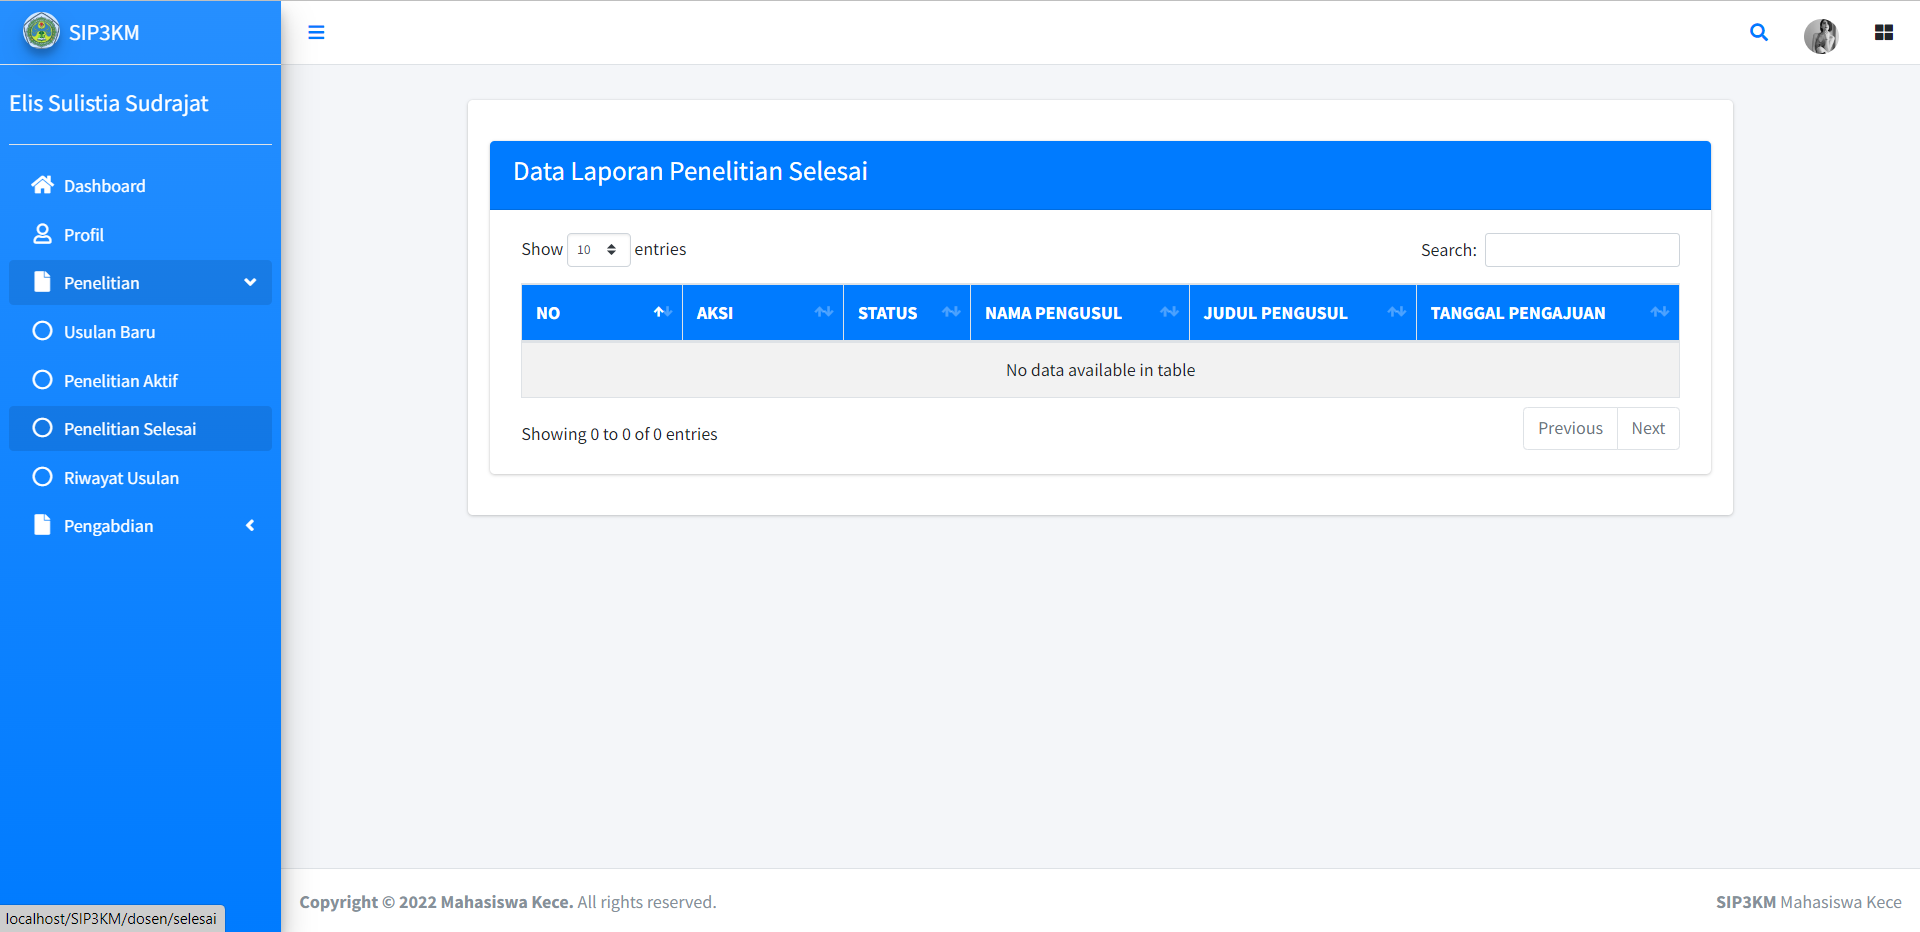 SIP3KM
Elis Sulistia Sudrajat
Dashboard
Profil
Penelitian
Usulan Baru
Penelitian Aktif
Penelitian Selesai
Riwayat Usulan
Pengabdian
Data Laporan Penelitian Selesai
Show 10 entries
Search:
NO AKSI STATUS NAMA PENGUSUL JUDUL PENGUSUL TANGGAL PENGAJUAN
No data available in table
Showing 0 to 0 of 0 entries
Previous Next
Copyright © 2022 Mahasiswa Kece. All rights reserved.
SIP3KM Mahasiswa Kece
localhost/SIP3KM/dosen/selesai